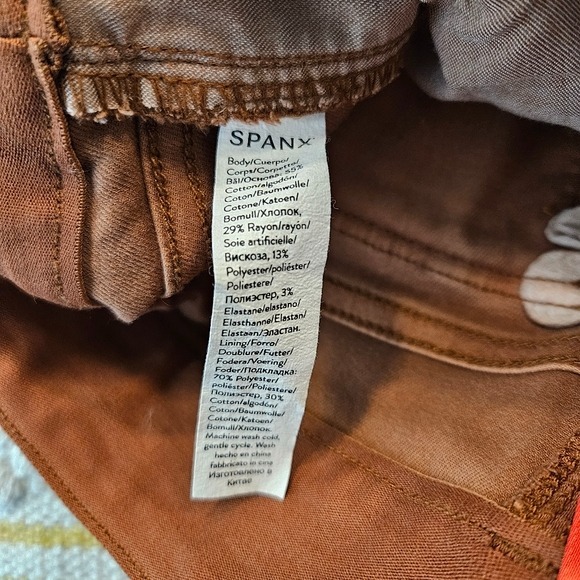 SPANX
Body/Cuerpo/
Corps/Corpetto/
Bāl/Основа: 55%
Cotton/algodón/
Coton/Baumwolle/
Cotone/Katoen/
Bomull/Хлопок,
29% Rayon/rayón/
Soie artificielle/
Вискоза, 13%
Polyester/poliéster/
Poliestere/
Полиэстер, 3%
Elastane/elastano/
Elasthanne/Elastan/
Elastaan/Эластан.
Lining/Forro/
Doublure/Futter/
Fodera/Voering/
Foder/Подкладка:
70% Polyester/
poliéster/Poliestere/
Полиэстер, 30%
Cotton/algodón/
Coton/Baumwolle/
Cotone/Katoen/
Bomull/Хлопок.
Machine wash cold,
gentle cycle. Wash
hecho en china
fabbricato in cina
Изготовлено в
Китае